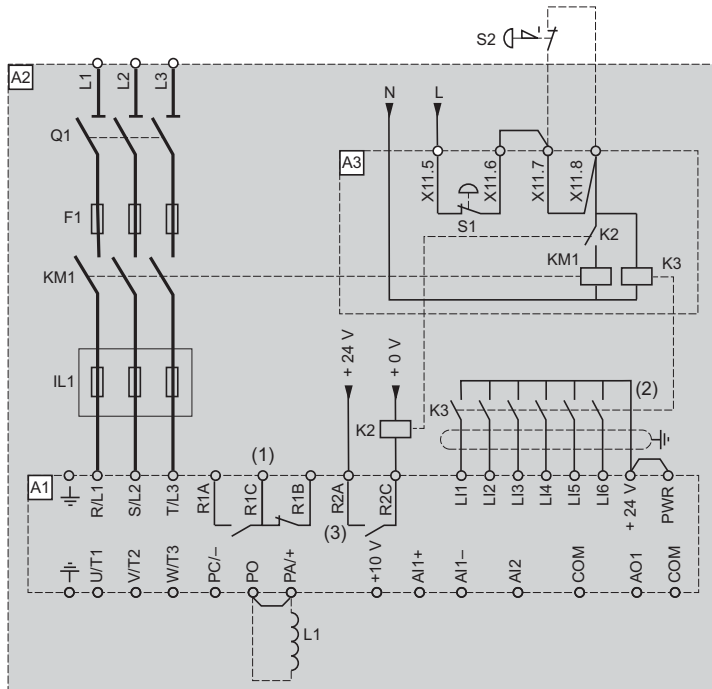 S2
A2
L1
L2
L3
N
L
Q1
A3
X11.5
X11.6
X11.7
X11.8
S1
K2
F1
KM1
K3
KM1
+ 24 V
+ 0 V
IL1
(2)
K3
K2
(1)
A1
R/L1
S/L2
T/L3
R1A
R1C
R1B
R2A
R2C
LI1
LI2
LI3
LI4
LI5
LI6
+ 24 V
PWR
(3)
U/T1
V/T2
W/T3
PC/–
PO
PA/+
+10 V
AI1+
AI1–
AI2
COM
AO1
COM
L1